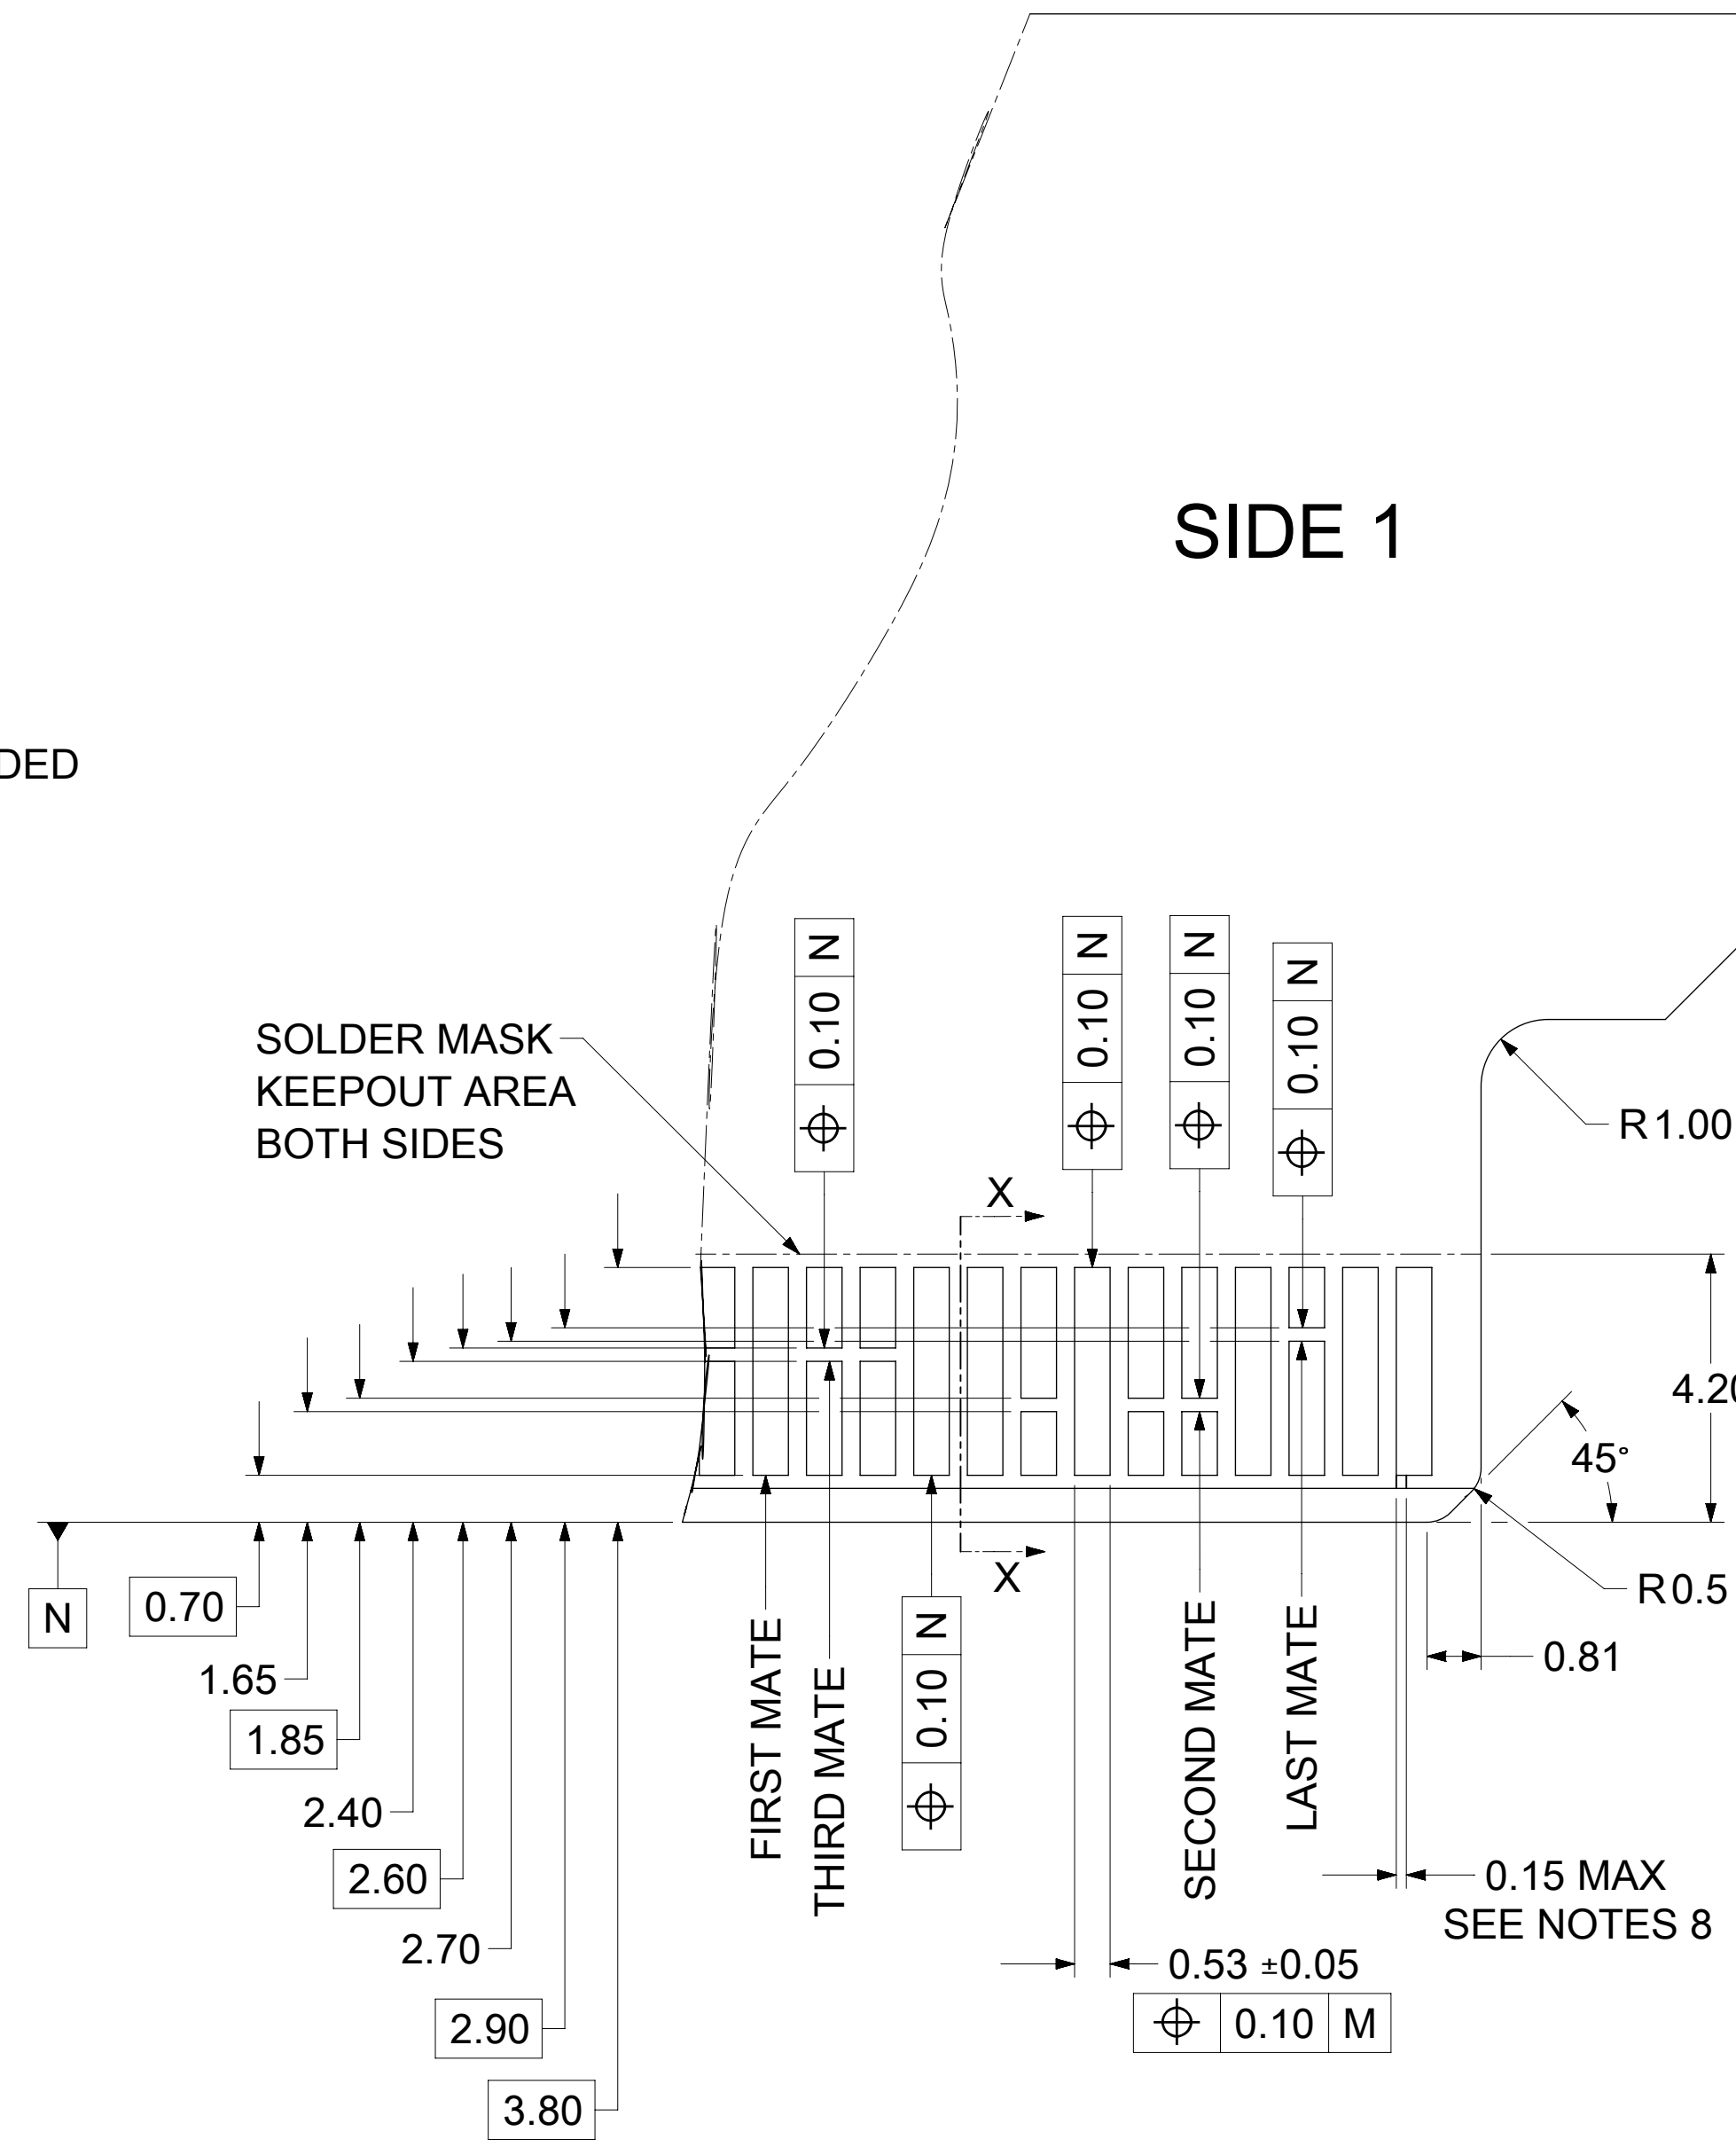 SIDE 1
DED
⌖ 0.10 N
⌖ 0.10 N
⌖ 0.10 N
⌖ 0.10 N
SOLDER MASK
KEEPOUT AREA
BOTH SIDES
R1.00
X
4.20
45°
X
R0.5
N
0.70
0.81
1.65
1.85
2.40
2.60
2.70
2.90
3.80
FIRST MATE
THIRD MATE
⌖ 0.10 N
SECOND MATE
LAST MATE
0.15 MAX
SEE NOTES 8
0.53 ±0.05
⌖ 0.10 M